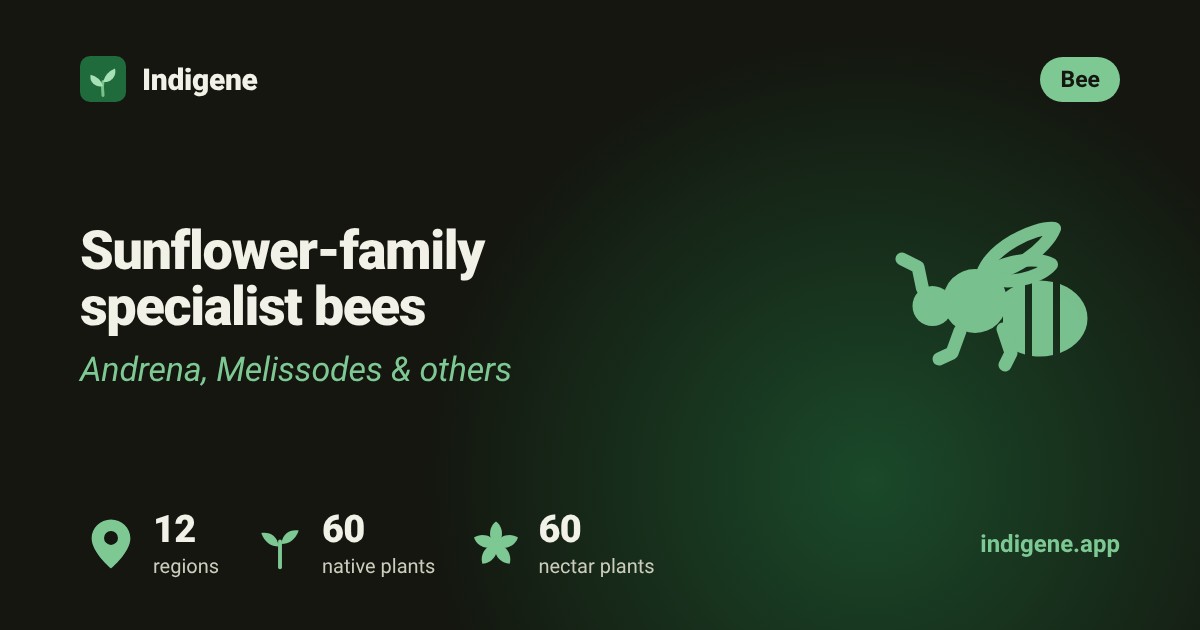 Indigene
Bee
Sunflower-family
specialist bees
Andrena, Melissodes & others
12
regions
60
native plants
60
nectar plants
indigene.app